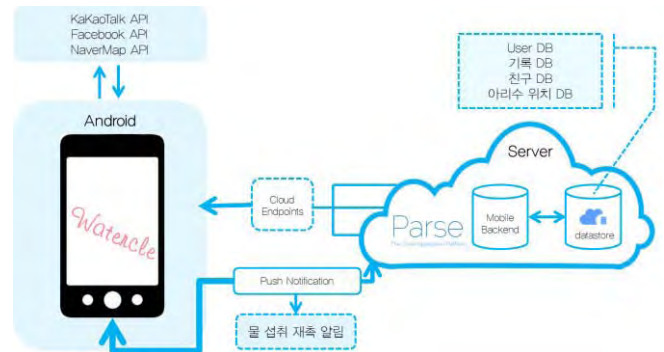 KaKaoTalk API
Facebook API
NaverMap API
Android
Watercle
Cloud
Endpoints
Push Notification
물 섭취 재촉 알림
User DB
기록 DB
친구 DB
아리수 위치 DB
Server
Parse
Mobile
Backend
datastore